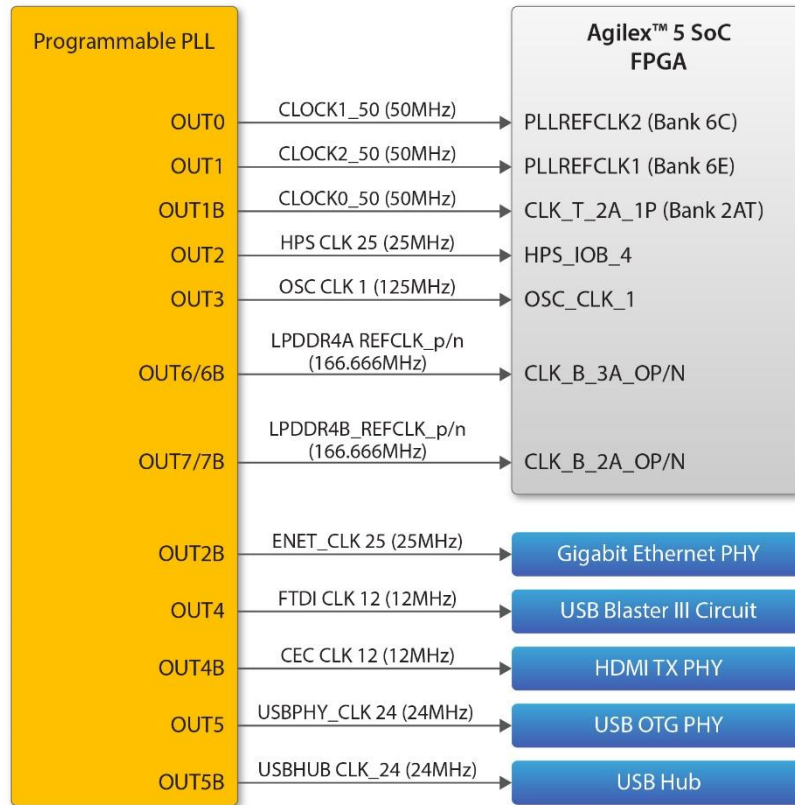 Programmable PLL
Agilex™ 5 SoC
FPGA
OUT0
CLOCK1_50 (50MHz)
PLLREFCLK2 (Bank 6C)
OUT1
CLOCK2_50 (50MHz)
PLLREFCLK1 (Bank 6E)
OUT1B
CLOCK0_50 (50MHz)
CLK_T_2A_1P (Bank 2AT)
OUT2
HPS CLK 25 (25MHz)
HPS_IOB_4
OUT3
OSC CLK 1 (125MHz)
OSC_CLK_1
LPDDR4A REFCLK_p/n
(166.666MHz)
OUT6/6B
CLK_B_3A_OP/N
LPDDR4B_REFCLK_p/n
(166.666MHz)
OUT7/7B
CLK_B_2A_OP/N
OUT2B
ENET_CLK 25 (25MHz)
Gigabit Ethernet PHY
OUT4
FTDI CLK 12 (12MHz)
USB Blaster III Circuit
OUT4B
CEC CLK 12 (12MHz)
HDMI TX PHY
OUT5
USBPHY_CLK 24 (24MHz)
USB OTG PHY
OUT5B
USBHUB CLK_24 (24MHz)
USB Hub